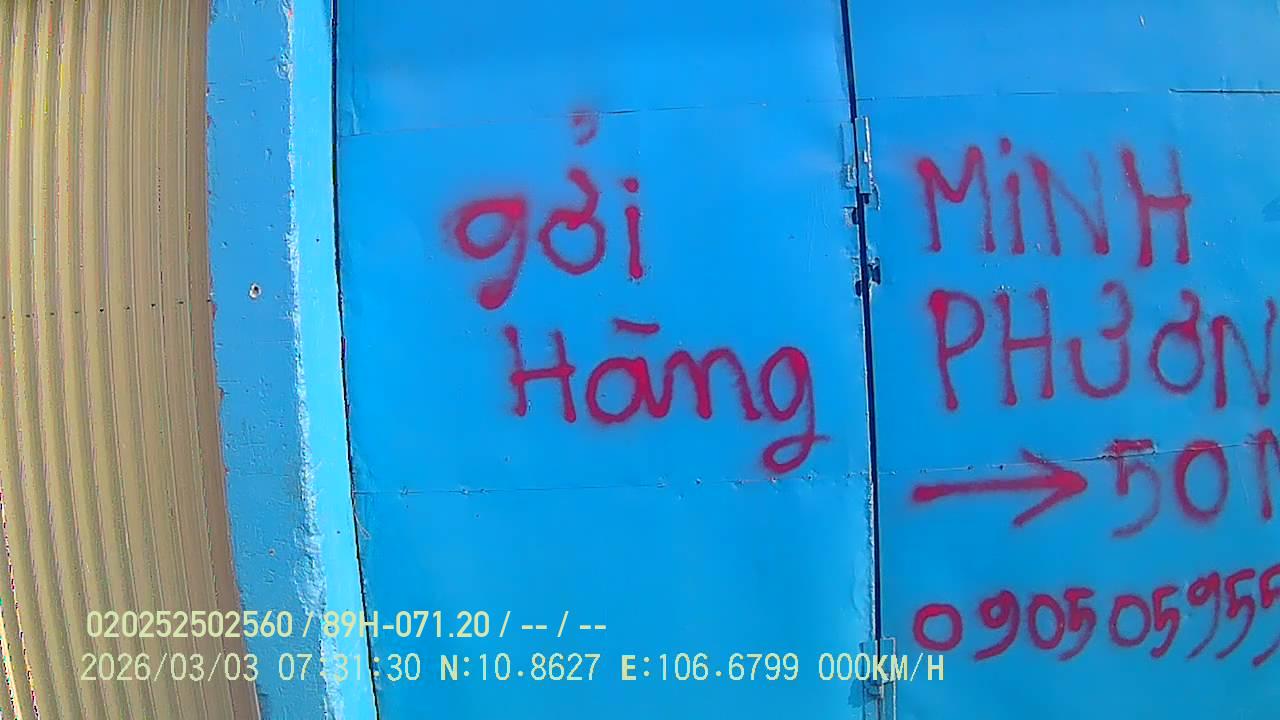 gởi
Hàng
MiNH
PHƯƠN
→ 50
090505955
020252502560 / 89H-071.20 / -- / --
2026/03/03 07:31:30 N:10.8627 E:106.6799 000KM/H